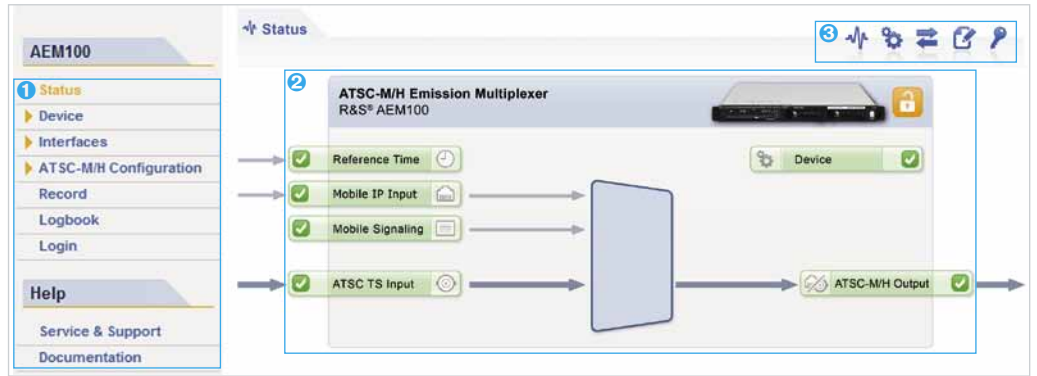 AEM100
1 Status
Device
Interfaces
ATSC-M/H Configuration
Record
Logbook
Login
Help
Service & Support
Documentation
Status
3
2
ATSC-M/H Emission Multiplexer
R&S® AEM100
Reference Time
Device
Mobile IP Input
Mobile Signaling
ATSC TS Input
ATSC-M/H Output